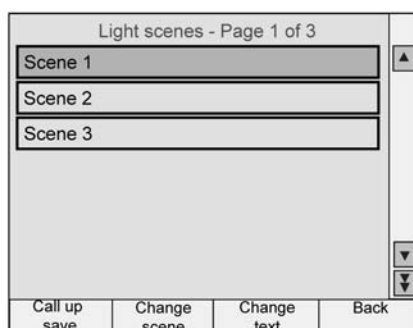 Light scenes - Page 1 of 3
Scene 1
Scene 2
Scene 3
Call up
save
Change
scene
Change
text
Back